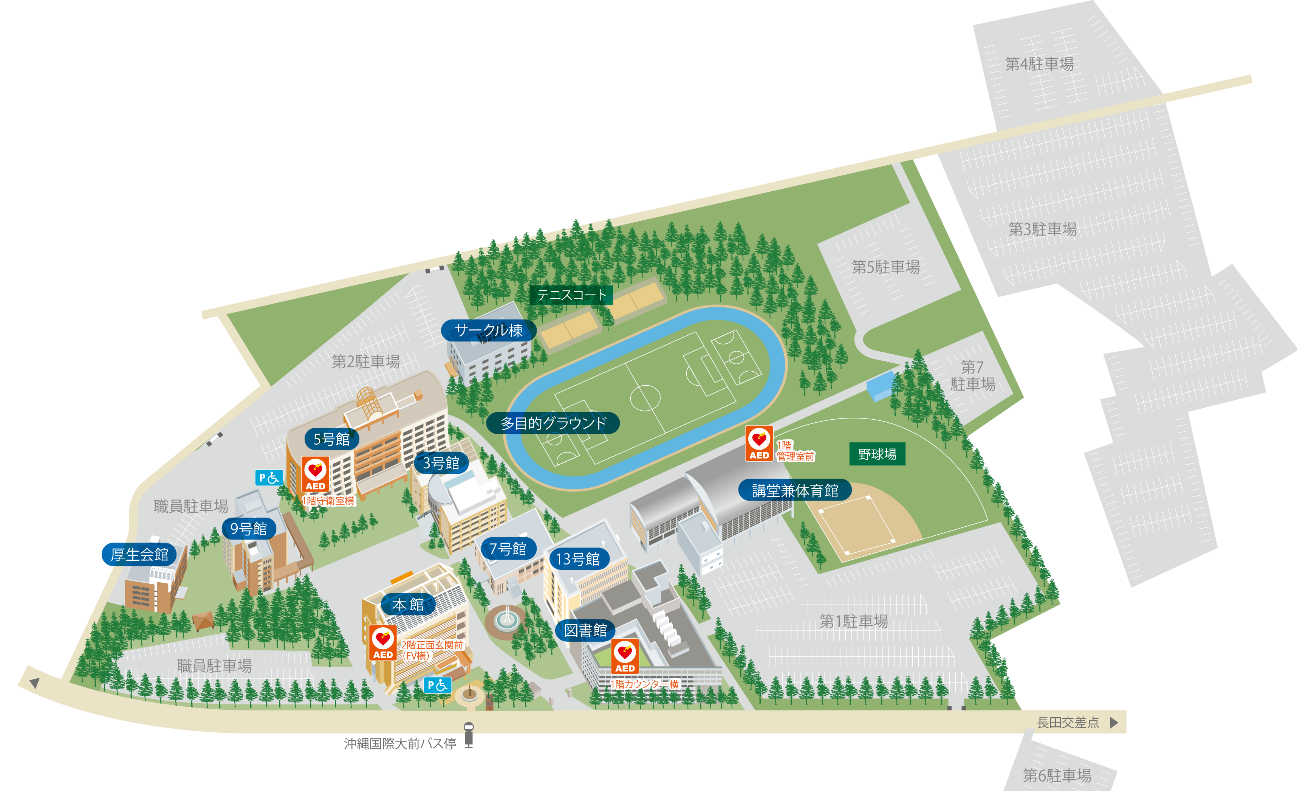 第4駐車場
第3駐車場
第5駐車場
テニスコート
サークル棟
第2駐車場
第7
駐車場
多目的グラウンド
5号館
AED
1階
管理室前
野球場
3号館
P
AED
1階守衛室横
講堂兼体育館
職員駐車場
9号館
厚生会館
7号館
13号館
本館
第1駐車場
図書館
AED
2階正面玄関前
(EV横)
AED
1階カウンター横
職員駐車場
P
長田交差点
沖縄国際大前バス停
第6駐車場